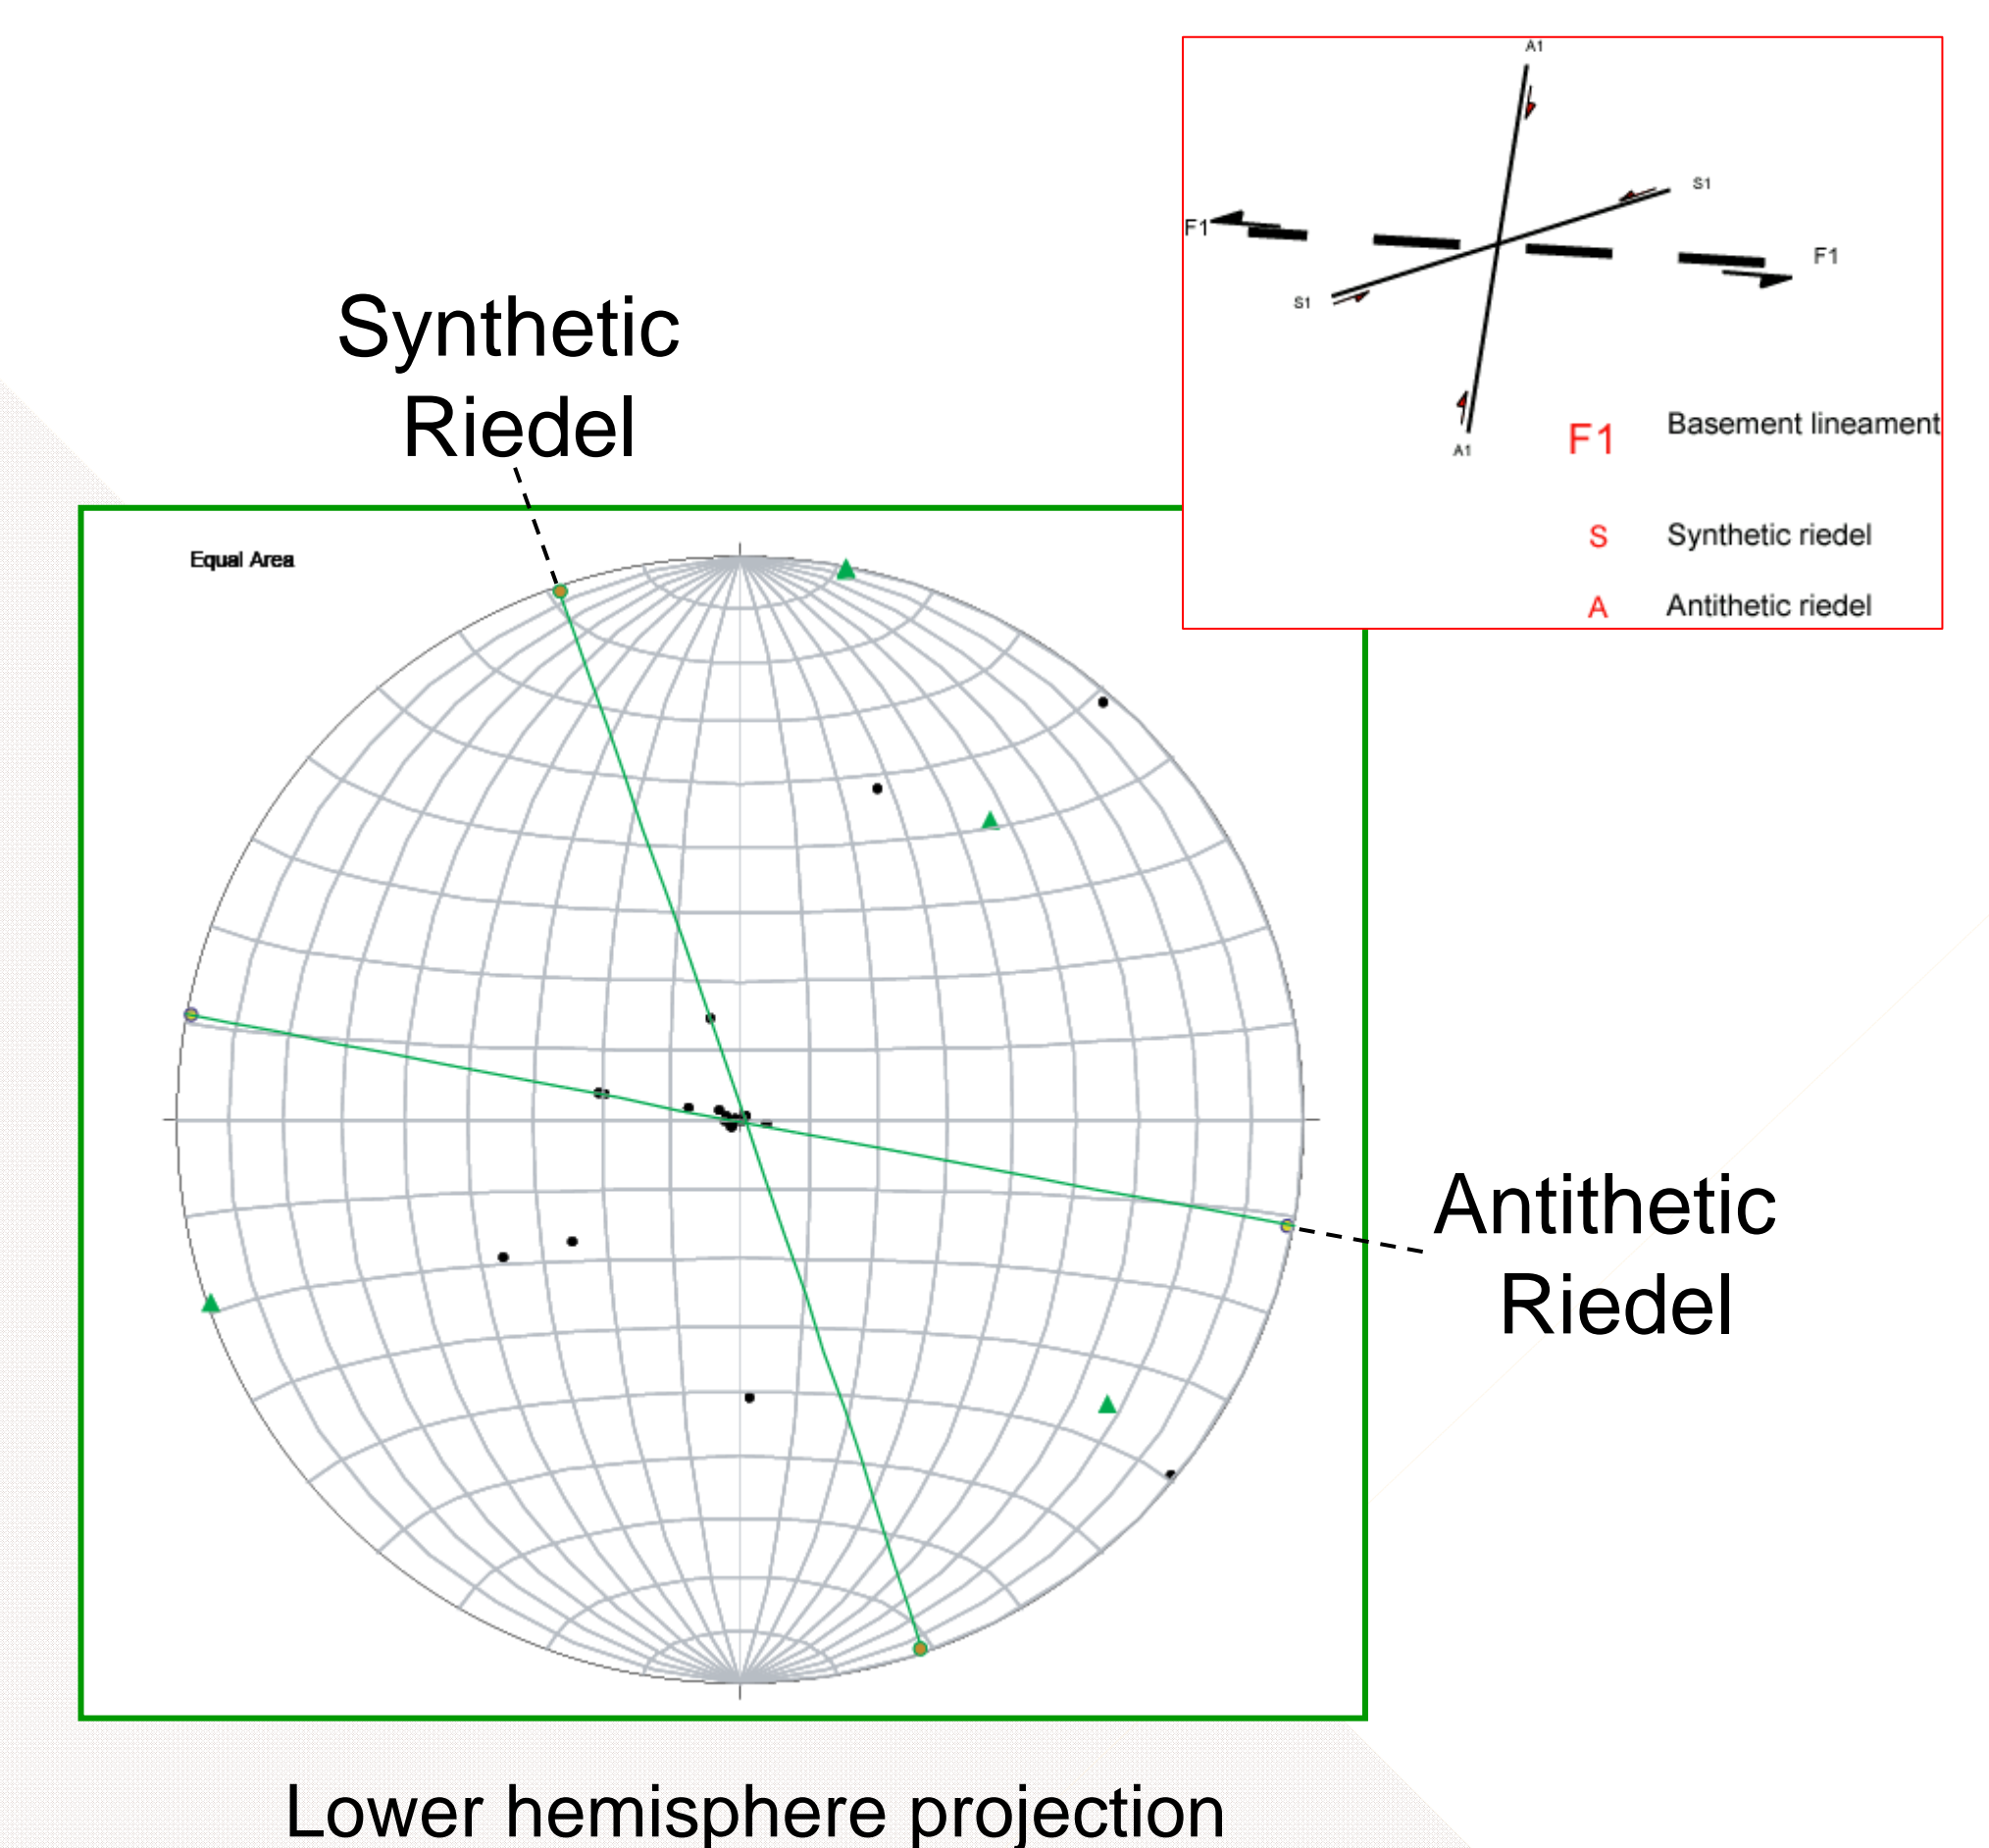 A1
S1
F1
F1
S1
A1
F1 Basement lineament
S Synthetic riedel
A Antithetic riedel
Synthetic
Riedel
Equal Area
Antithetic
Riedel
Lower hemisphere projection